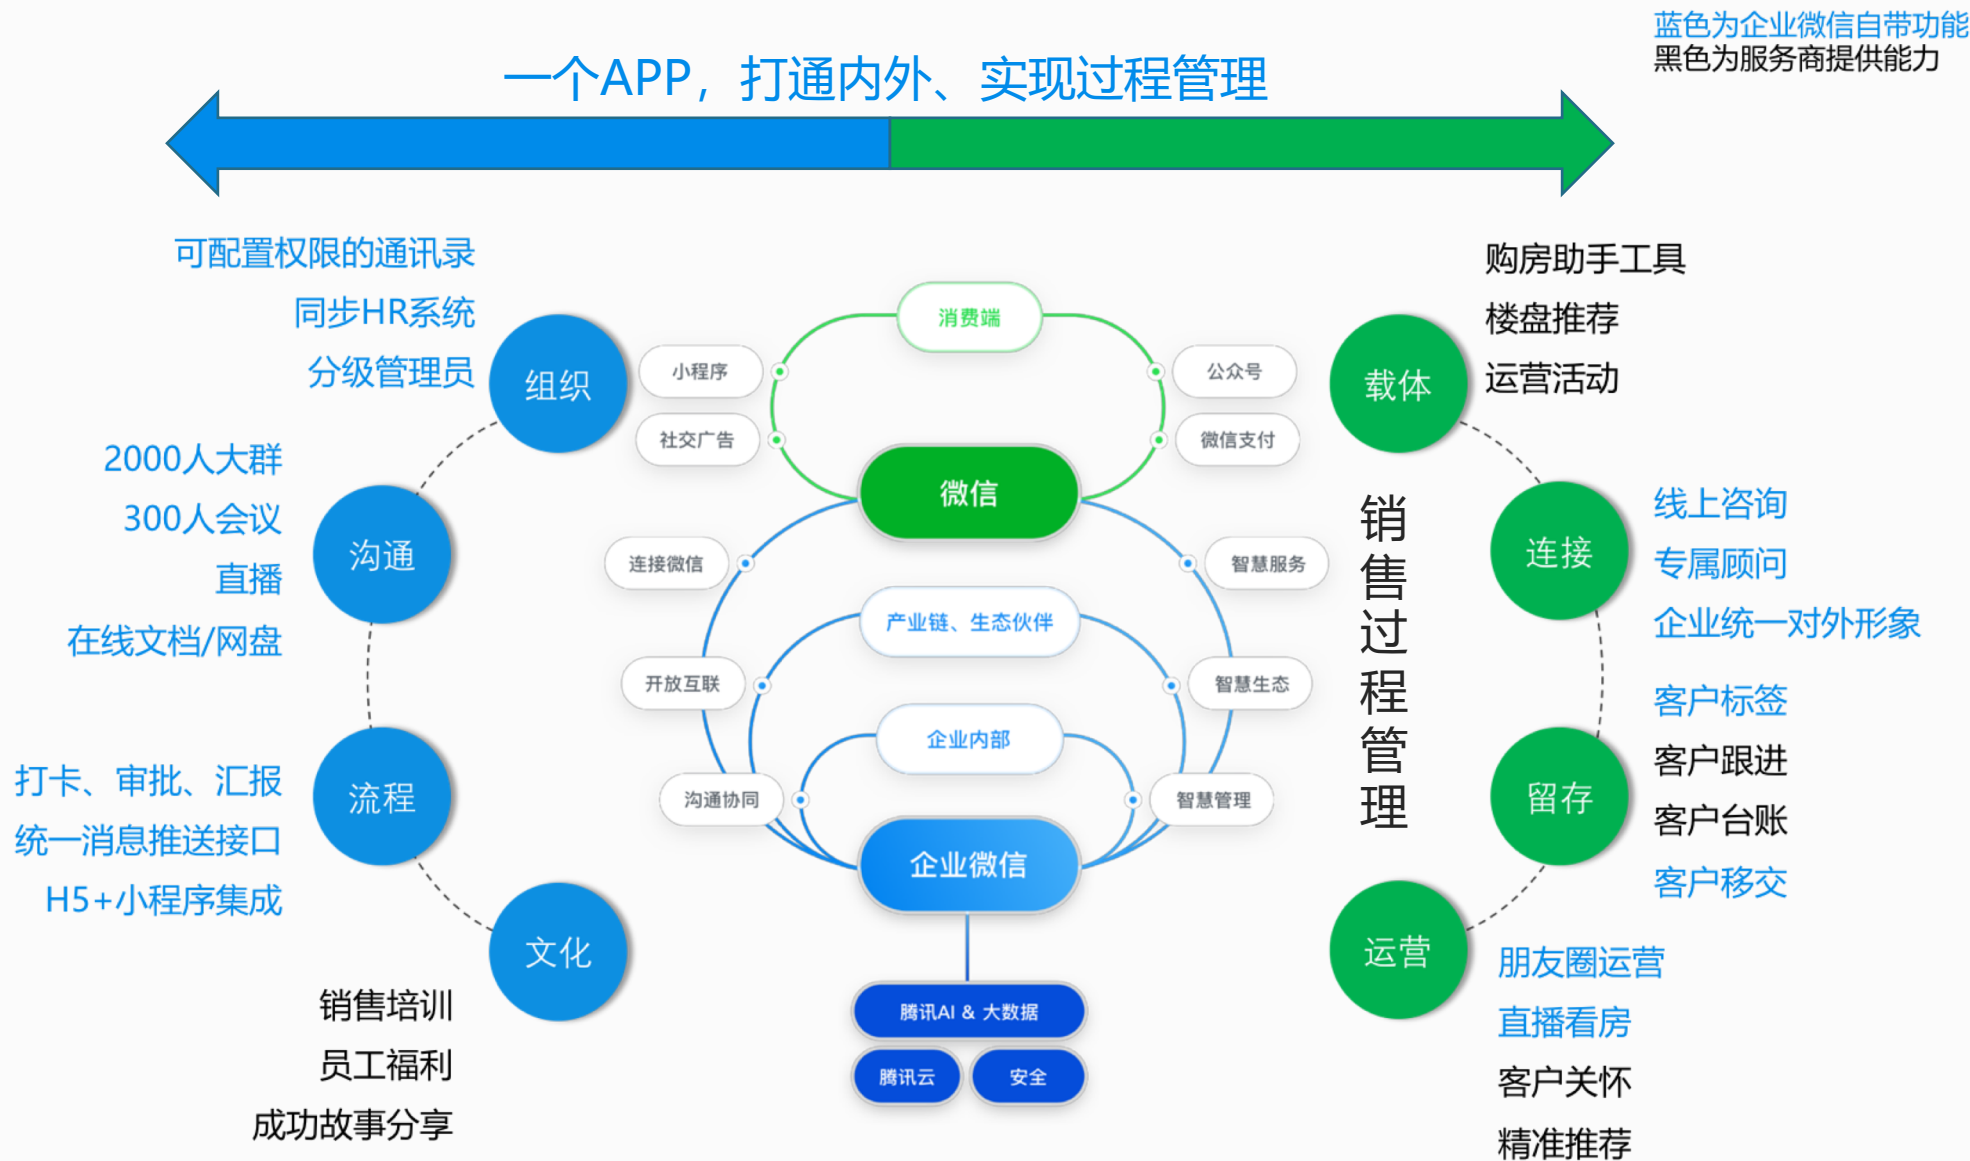 蓝色为企业微信自带功能
黑色为服务商提供能力
一个APP，打通内外、实现过程管理
可配置权限的通讯录
同步HR系统
分级管理员
组织
2000人大群
300人会议
直播
在线文档/网盘
沟通
打卡、审批、汇报
统一消息推送接口
H5+小程序集成
流程
文化
销售培训
员工福利
成功故事分享
消费端
小程序
公众号
社交广告
微信支付
微信
连接微信
智慧服务
产业链、生态伙伴
开放互联
智慧生态
企业内部
沟通协同
智慧管理
企业微信
腾讯AI & 大数据
腾讯云
安全
销售过程管理
购房助手工具
楼盘推荐
运营活动
载体
线上咨询
专属顾问
企业统一对外形象
连接
客户标签
客户跟进
客户台账
客户移交
留存
运营
朋友圈运营
直播看房
客户关怀
精准推荐